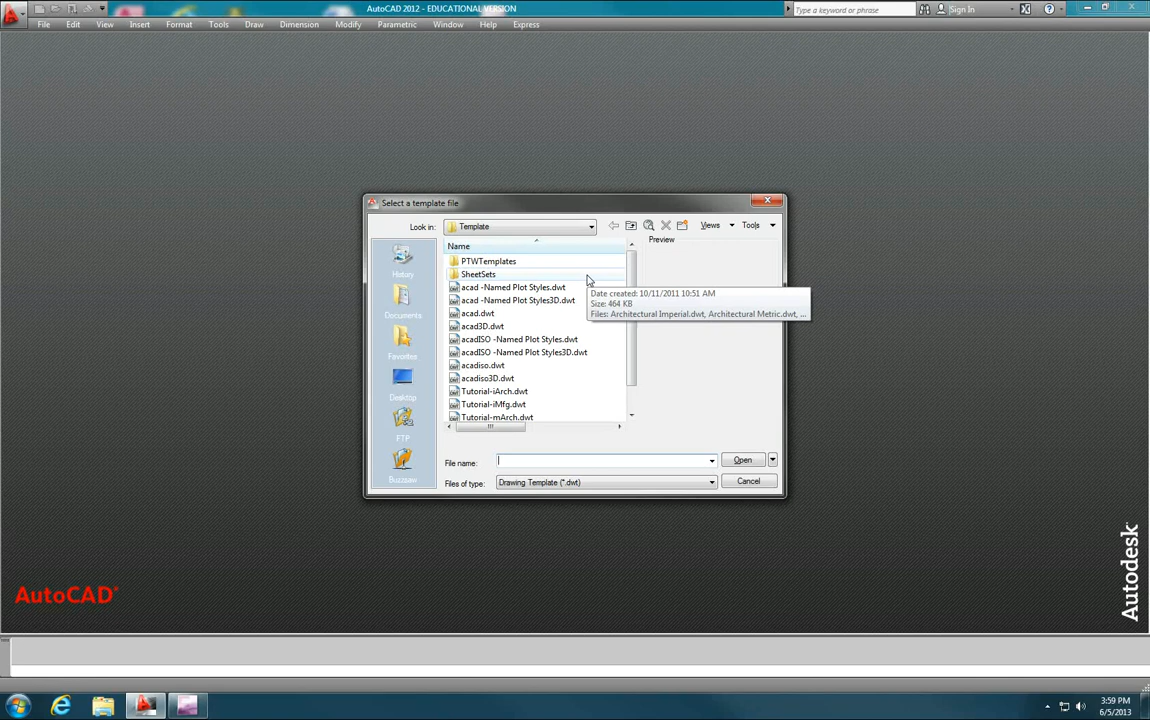 AutoCAD 2012 - EDUCATIONAL VERSION
Type a keyword or phrase
Sign In
File Edit View Insert Format Tools Draw Dimension Modify Parametric Window Help Express
Select a template file
Look in: Template
Views Tools
Name
Preview
PTWTemplates
SheetSets
acad -Named Plot Styles.dwt
acad -Named Plot Styles3D.dwt
acad.dwt
acad3D.dwt
acadISO -Named Plot Styles.dwt
acadISO -Named Plot Styles3D.dwt
acadiso.dwt
acadiso3D.dwt
Tutorial-iArch.dwt
Tutorial-iMfg.dwt
Tutorial-mArch.dwt
Date created: 10/11/2011 10:51 AM
Size: 464 KB
Files: Architectural Imperial.dwt, Architectural Metric.dwt, ...
History
Documents
Favorites
Desktop
FTP
Buzzsaw
File name:
Open
Files of type: Drawing Template (*.dwt)
Cancel
AutoCAD®
Autodesk®
3:59 PM
6/5/2013